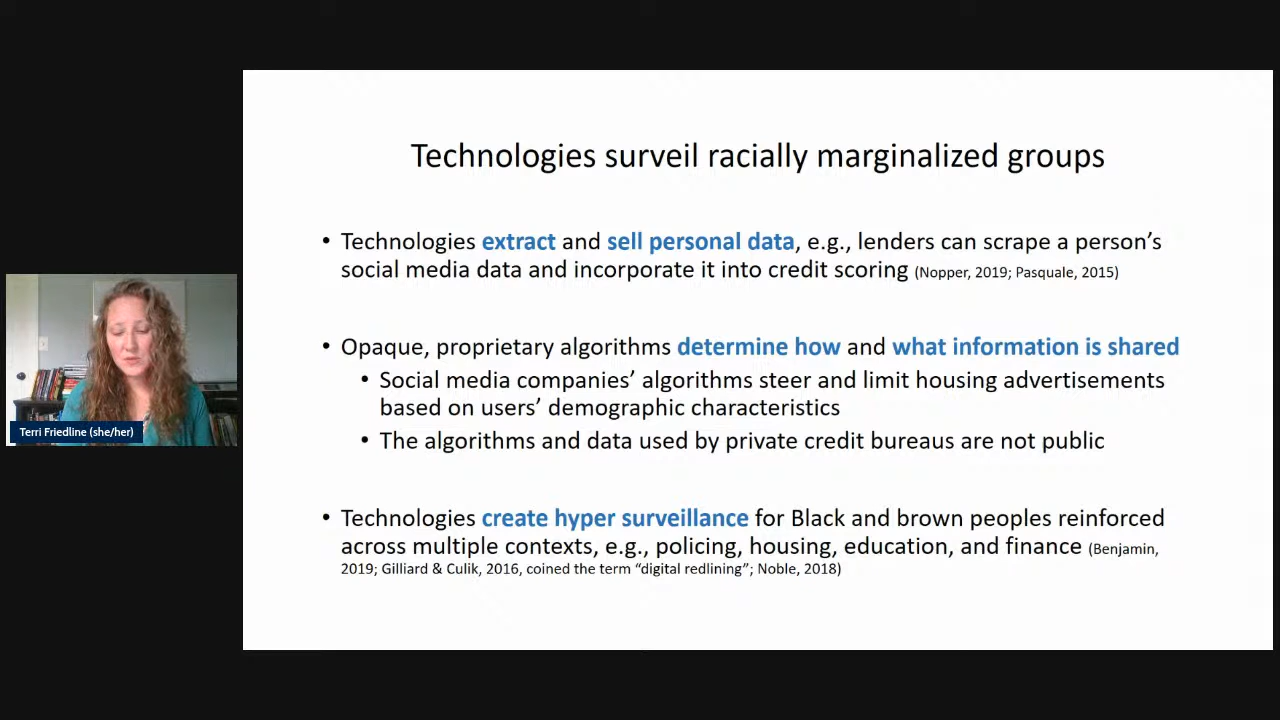 Technologies surveil racially marginalized groups
• Technologies extract and sell personal data, e.g., lenders can scrape a person’s
social media data and incorporate it into credit scoring (Nopper, 2019; Pasquale, 2015)
• Opaque, proprietary algorithms determine how and what information is shared
• Social media companies’ algorithms steer and limit housing advertisements
based on users’ demographic characteristics
• The algorithms and data used by private credit bureaus are not public
• Technologies create hyper surveillance for Black and brown peoples reinforced
across multiple contexts, e.g., policing, housing, education, and finance (Benjamin,
2019; Gilliard & Culik, 2016, coined the term “digital redlining”; Noble, 2018)
Terri Friedline (she/her)